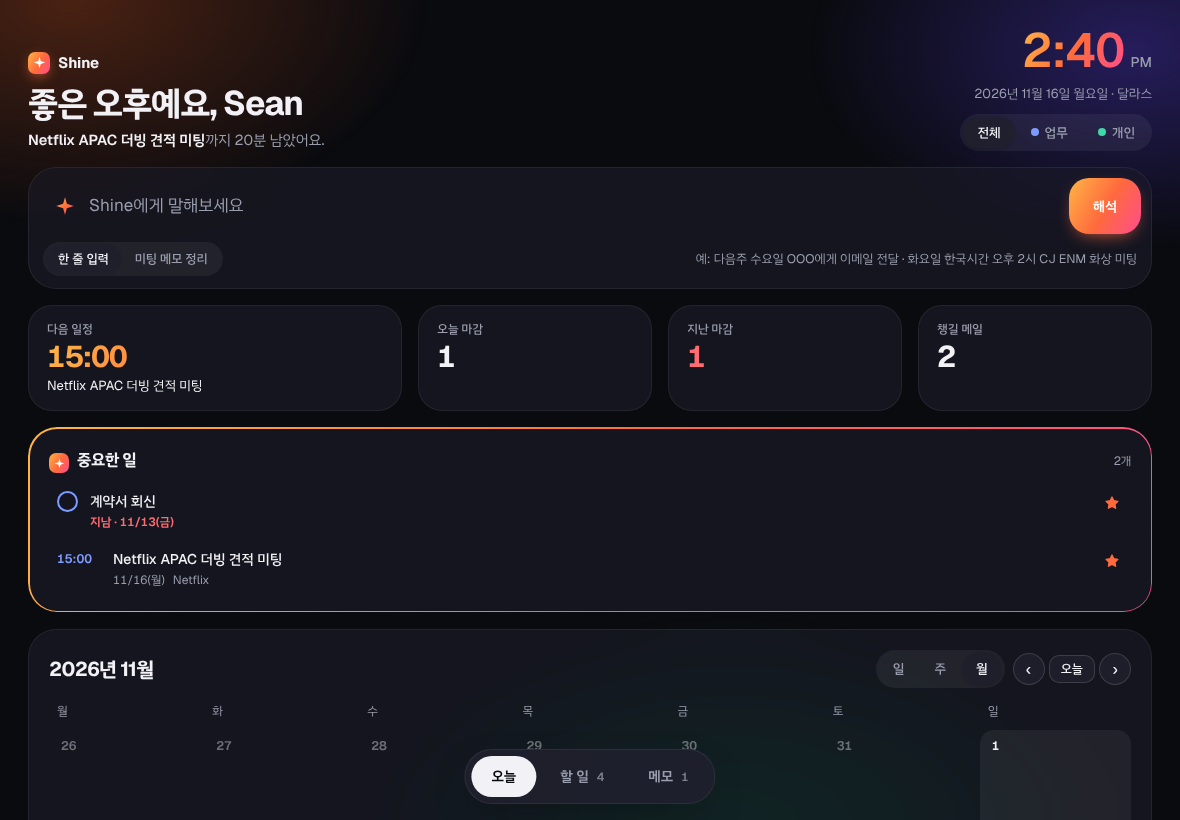 Shine
좋은 오후예요, Sean
Netflix APAC 더빙 견적 미팅까지 20분 남았어요.
2:40 PM
2026년 11월 16일 월요일 · 달라스
전체 업무 개인
Shine에게 말해보세요
해석
한 줄 입력 미팅 메모 정리
예: 다음주 수요일 OOO에게 이메일 전달 · 화요일 한국시간 오후 2시 CJ ENM 화상 미팅
다음 일정
15:00
Netflix APAC 더빙 견적 미팅
오늘 마감
1
지난 마감
1
챙길 메일
2
중요한 일
2개
계약서 회신
지남 · 11/13(금)
15:00 Netflix APAC 더빙 견적 미팅
11/16(월) Netflix
2026년 11월
일 주 월 ‹ 오늘 ›
월 화 수 목 금 토 일
26 27 28 29 30 31 1
오늘 할 일 4 메모 1